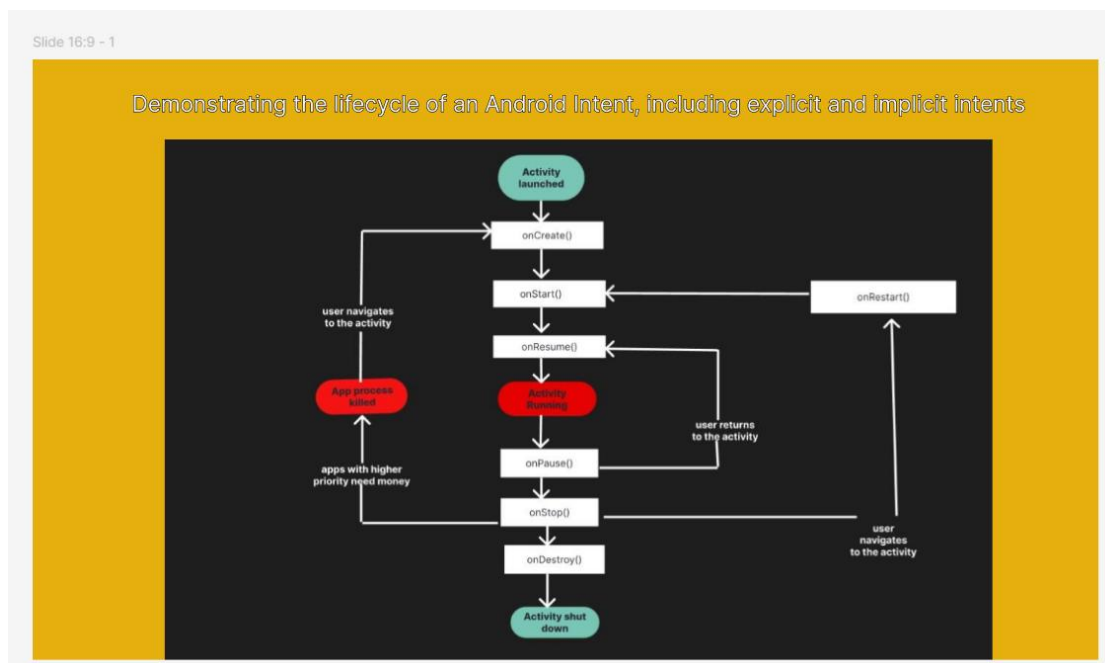 Slide 16:9 - 1
Demonstrating the lifecycle of an Android Intent, including explicit and implicit intents
Activity
launched
onCreate()
onStart()
onRestart()
user navigates
to the activity
onResume()
App process
killed
Activity
Running
user returns
to the activity
onPause()
apps with higher
priority need money
onStop()
user
navigates
to the activity
onDestroy()
Activity shut
down